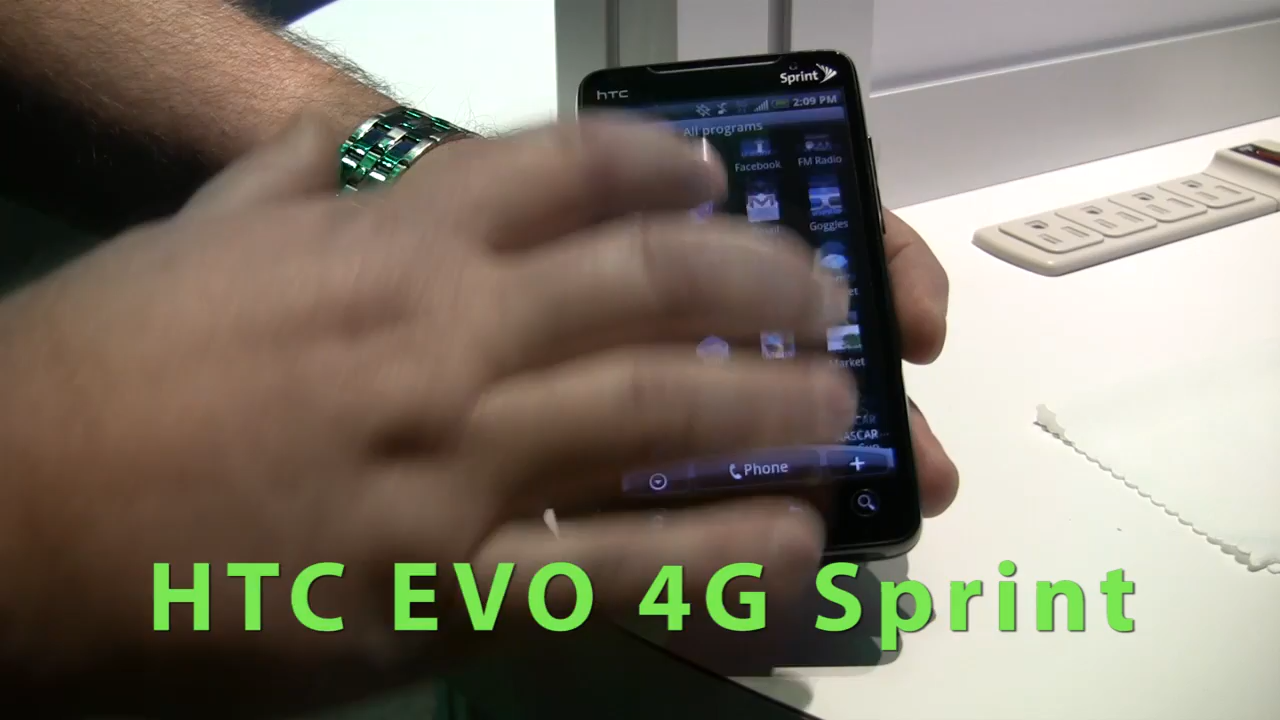 Sprint
hTC
2:09 PM
All programs
Facebook
FM Radio
Goggles
Market
Phone
HTC EVO 4G Sprint